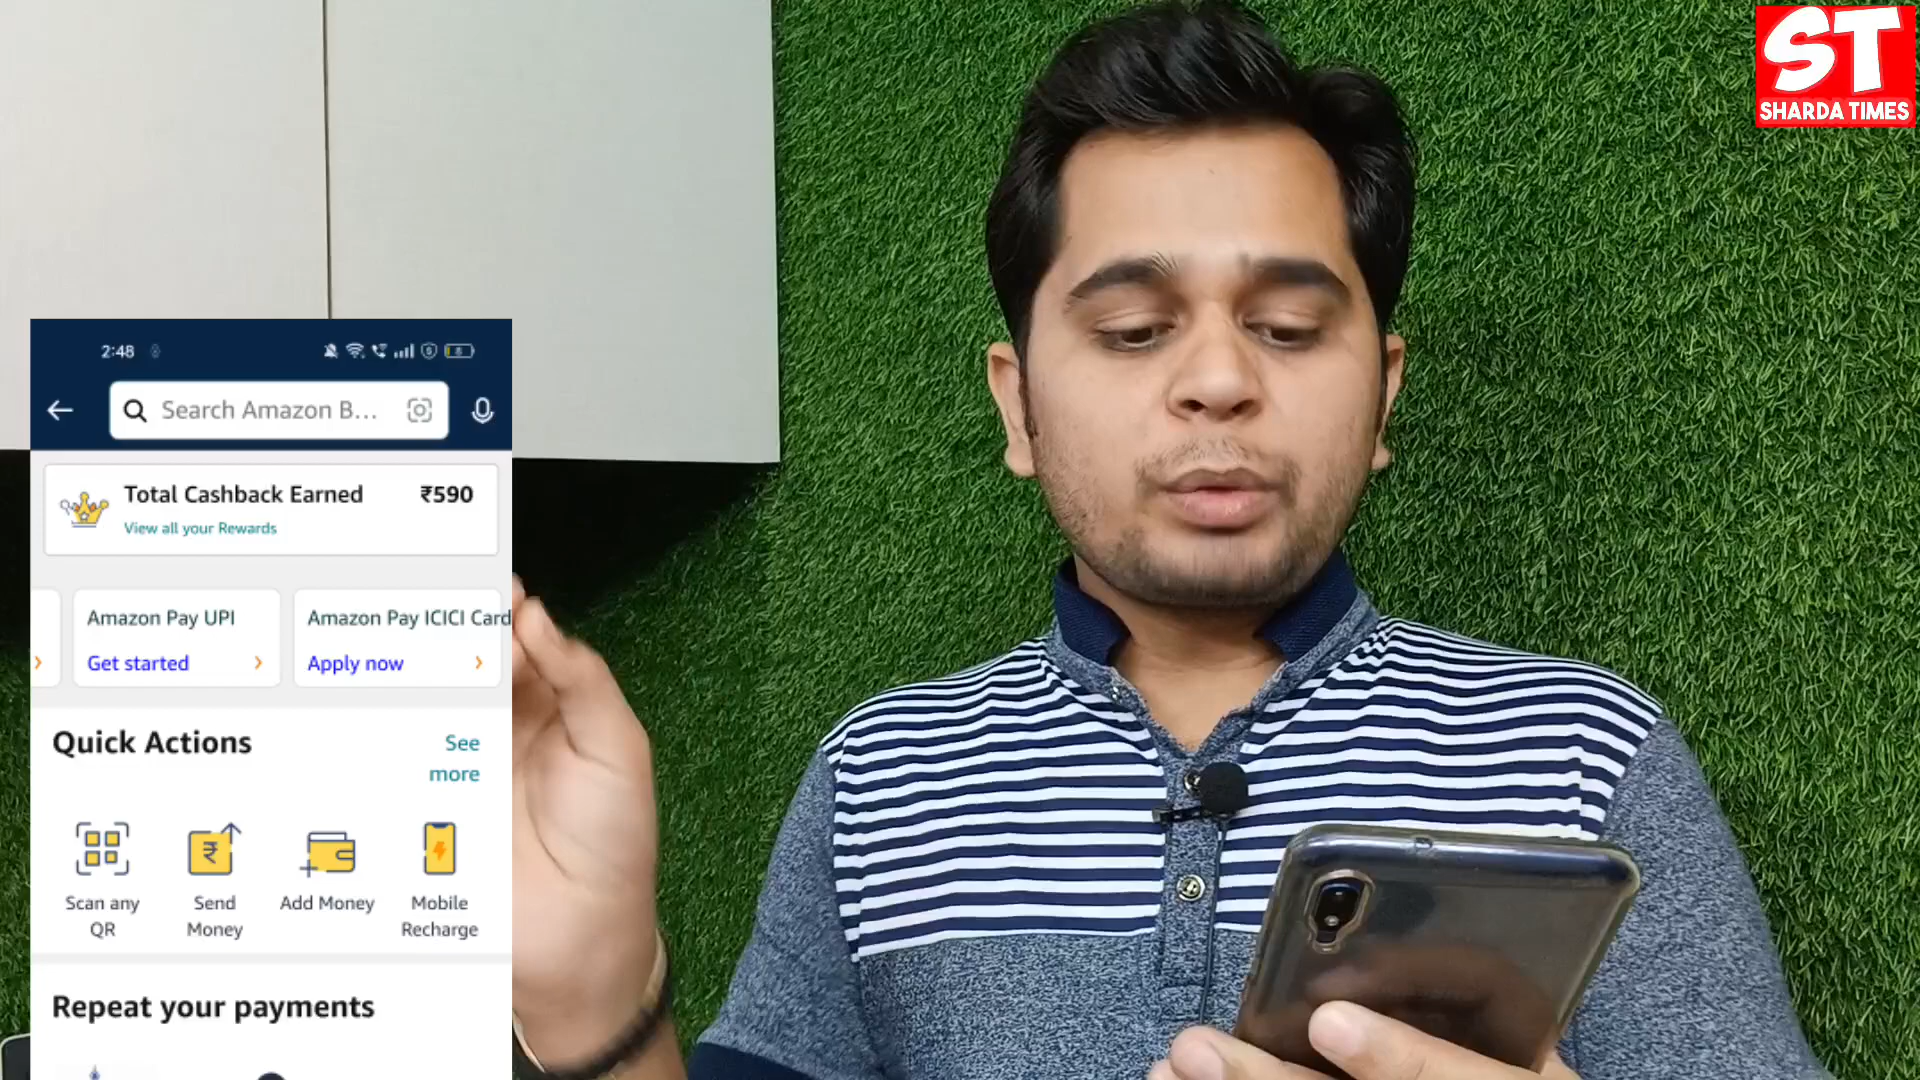 ST
SHARDA TIMES
2:48
Search Amazon B...
Total Cashback Earned
₹590
View all your Rewards
Amazon Pay UPI
Get started
Amazon Pay ICICI Card
Apply now
Quick Actions
See
more
Scan any
QR
Send
Money
Add Money
Mobile
Recharge
Repeat your payments